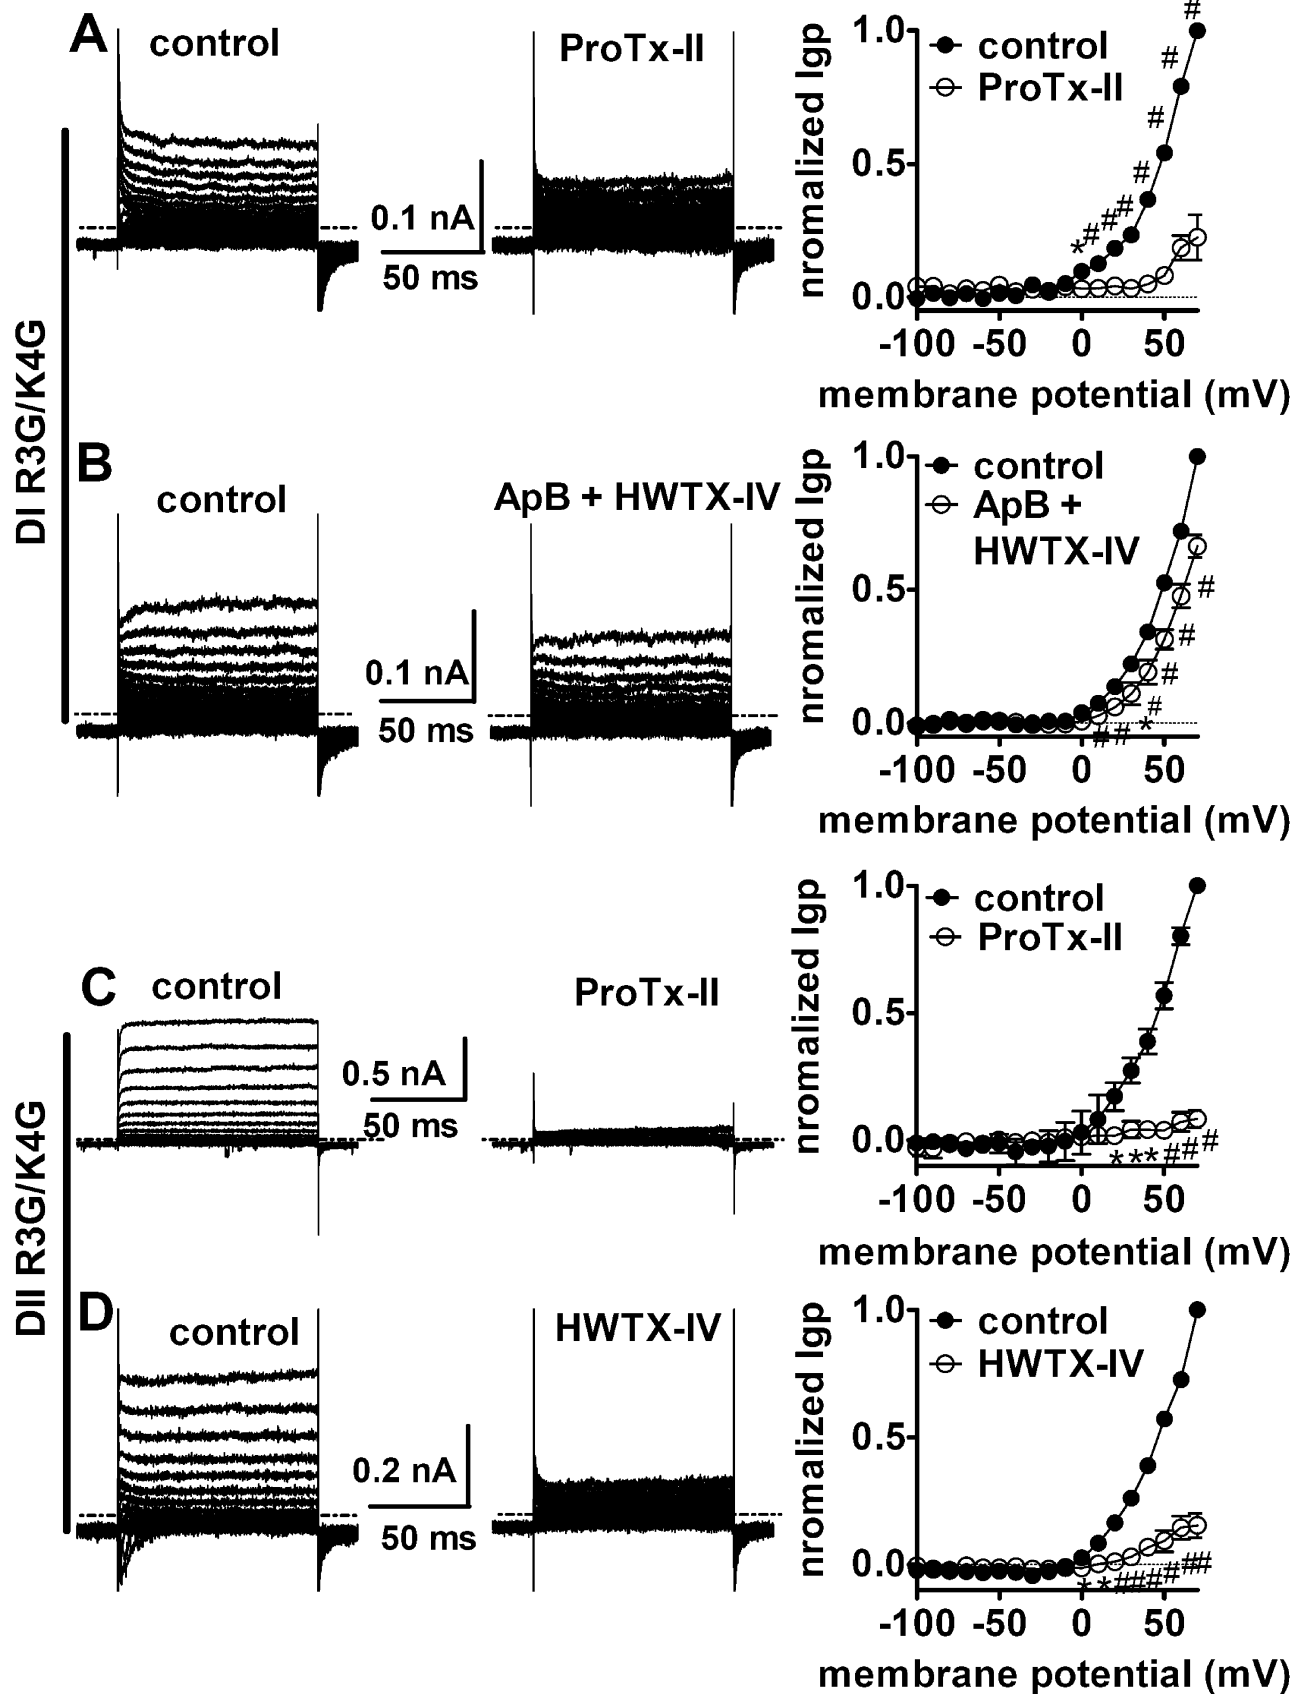 A
control
ProTx-II
0.1 nA
50 ms
nromalized Igp
1.0
0.5
0.0
control
ProTx-II
* # # # # # # #
-100 -50 0 50
membrane potential (mV)
DI R3G/K4G
B
control
ApB + HWTX-IV
0.1 nA
50 ms
nromalized Igp
1.0
0.5
0.0
control
ApB +
HWTX-IV
# # * # # # #
-100 -50 0 50
membrane potential (mV)
C
control
ProTx-II
0.5 nA
50 ms
nromalized Igp
1.0
0.5
0.0
control
ProTx-II
* * * # # #
-100 -50 0 50
membrane potential (mV)
DII R3G/K4G
D
control
HWTX-IV
0.2 nA
50 ms
nromalized Igp
1.0
0.5
0.0
control
HWTX-IV
* * # # # # # #
-100 -50 0 50
membrane potential (mV)